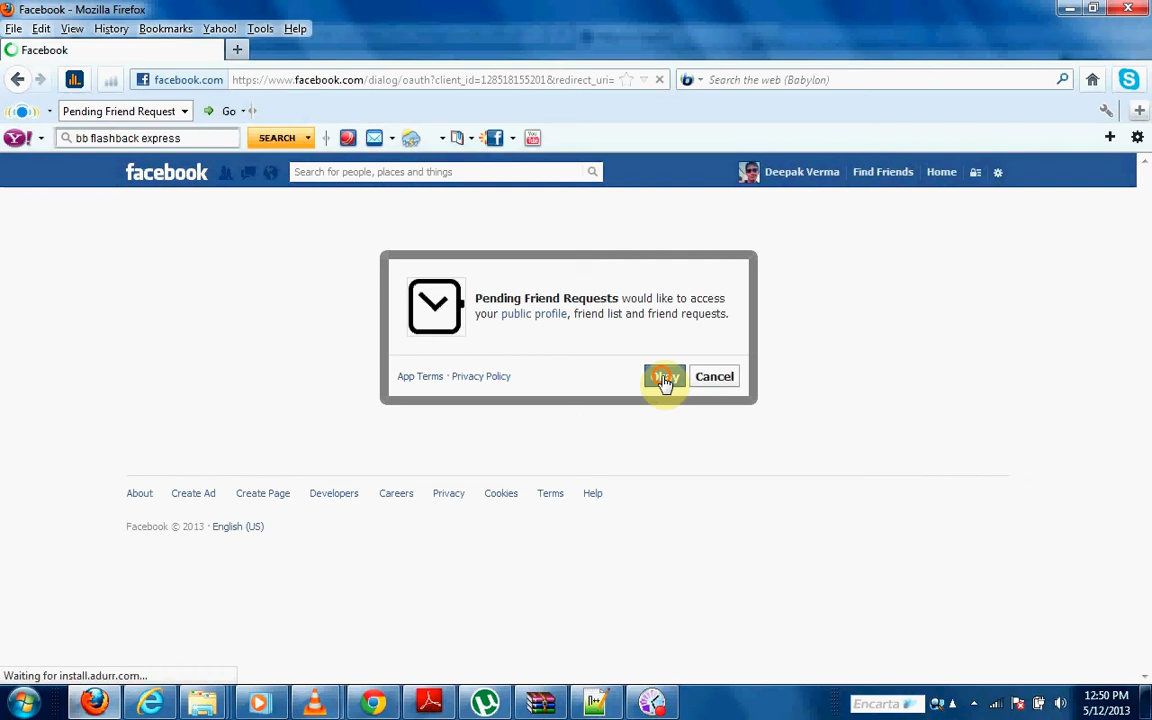 Facebook - Mozilla Firefox
File Edit View History Bookmarks Yahoo! Tools Help
Facebook
facebook.com https://www.facebook.com/dialog/oauth?client_id=128518155201&redirect_uri= Search the web (Babylon)
Pending Friend Request Go
Y! bb flashback express SEARCH
facebook Search for people, places and things Deepak Verma Find Friends Home
Pending Friend Requests would like to access
your public profile, friend list and friend requests.
App Terms · Privacy Policy Cancel
About Create Ad Create Page Developers Careers Privacy Cookies Terms Help
Facebook © 2013 · English (US)
Waiting for install.adurr.com...
Encarta
12:50 PM
5/12/2013